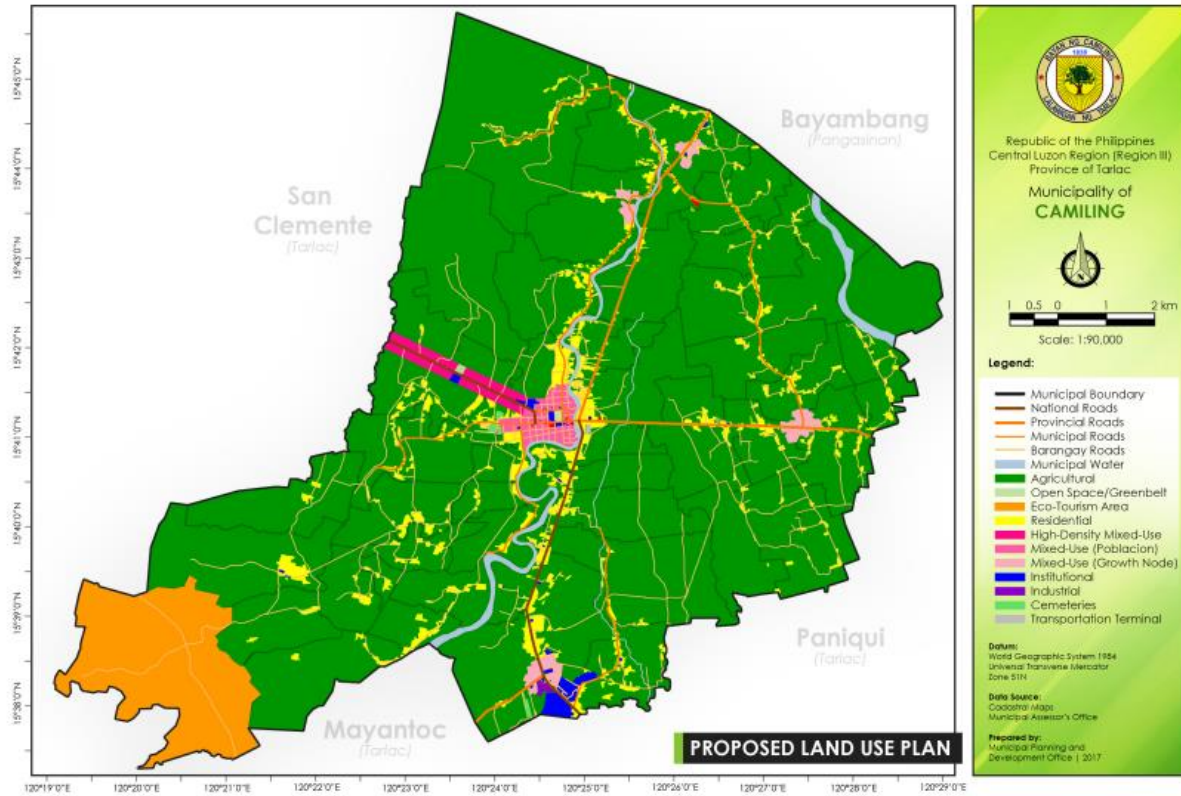 15°45'0"N
15°44'0"N
15°43'0"N
15°42'0"N
15°41'0"N
15°40'0"N
15°39'0"N
15°38'0"N
Bayambang
(Pangasinan)
San
Clemente
(Tarlac)
Paniqui
(Tarlac)
Mayantoc
(Tarlac)
PROPOSED LAND USE PLAN
120°19'0"E
120°20'0"E
120°21'0"E
120°22'0"E
120°23'0"E
120°24'0"E
120°25'0"E
120°26'0"E
120°27'0"E
120°28'0"E
120°29'0"E
BAYAN NG CAMILING
LALAWIGAN NG TARLAC
Republic of the Philippines
Central Luzon Region (Region III)
Province of Tarlac
Municipality of
CAMILING
N
1 0.5 0 1 2 km
Scale: 1:90,000
Legend:
Municipal Boundary
National Roads
Provincial Roads
Municipal Roads
Barangay Roads
Municipal Water
Agricultural
Open Space/Greenbelt
Eco-Tourism Area
Residential
High-Density Mixed-Use
Mixed-Use (Poblacion)
Mixed-Use (Growth Node)
Institutional
Industrial
Cemeteries
Transportation Terminal
Datum:
World Geographic System 1984
Universal Transverse Mercator
Zone 51N
Data Source:
Cadastral Maps
Municipal Assessor's Office
Prepared by:
Municipal Planning and
Development Office | 2017